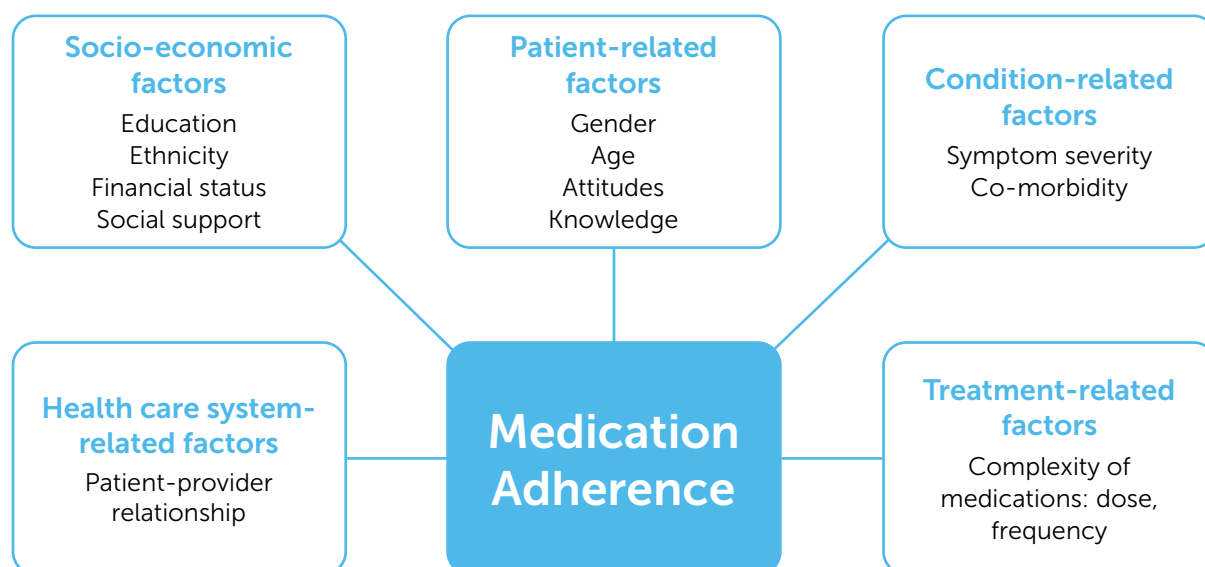 Socio-economic
factors
Education
Ethnicity
Financial status
Social support
Patient-related
factors
Gender
Age
Attitudes
Knowledge
Condition-related
factors
Symptom severity
Co-morbidity
Health care system-
related factors
Patient-provider
relationship
Medication
Adherence
Treatment-related
factors
Complexity of
medications: dose,
frequency